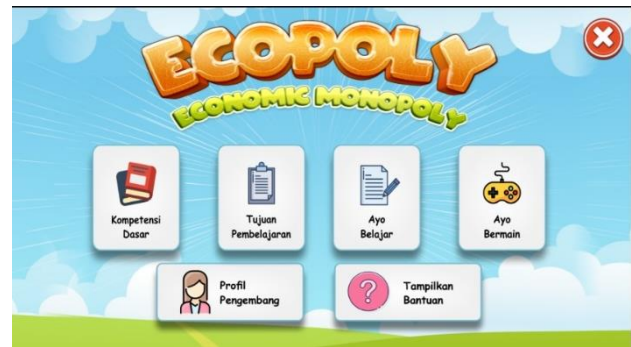 ECOPOLY
ECONOMIC MONOPOLY
Kompetensi
Dasar
Tujuan
Pembelajaran
Ayo
Belajar
Ayo
Bermain
Profil
Pengembang
?
Tampilkan
Bantuan